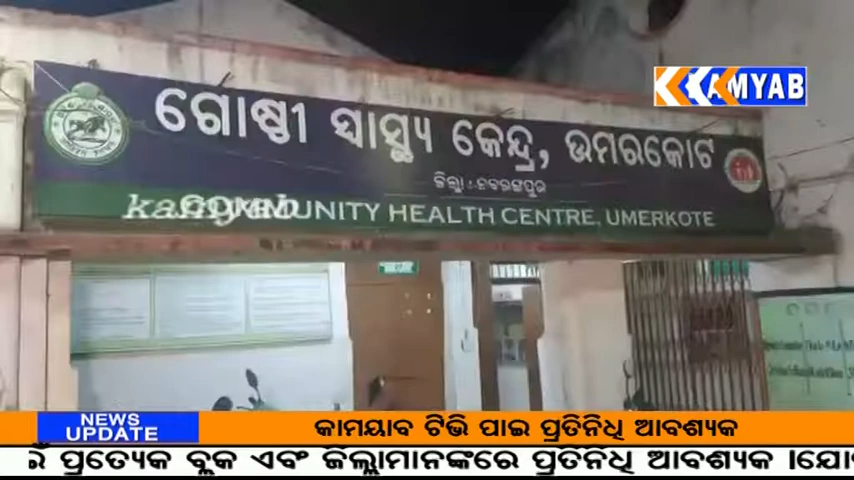 KAMYAB
ଗୋଷ୍ଠୀ ସ୍ୱାସ୍ଥ୍ୟ କେନ୍ଦ୍ର, ଉମରକୋଟ
ଜିଲ୍ଲା : ନବରଙ୍ଗପୁର
kamyab
COMMUNITY HEALTH CENTRE, UMERKOTE
NEWS UPDATE
କାମୟାବ ଟିଭି ପାଇ ପ୍ରତିନିଧି ଆବଶ୍ୟକ
ପ୍ରତ୍ୟେକ ବ୍ଲକ ଏବଂ ଜିଲ୍ଲାମାନଙ୍କରେ ପ୍ରତିନିଧି ଆବଶ୍ୟକ ।ଯୋ